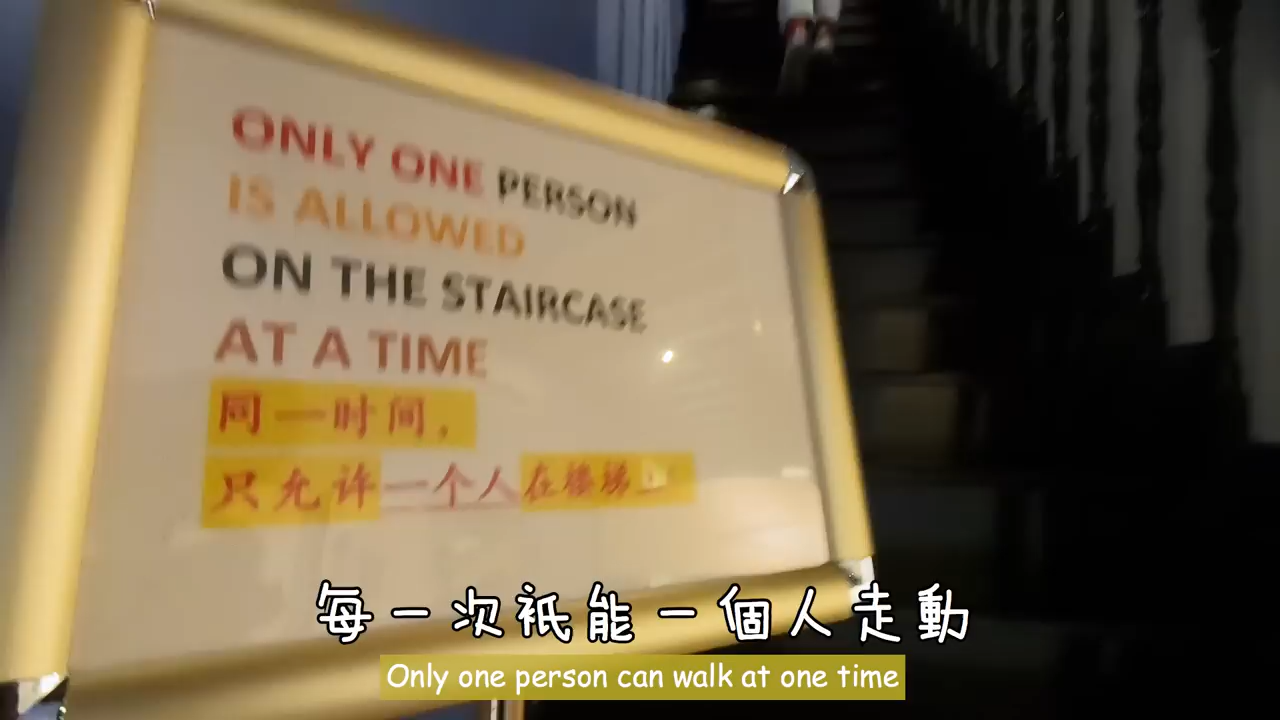 ONLY ONE PERSON
IS ALLOWED
ON THE STAIRCASE
AT A TIME
同一时间，
只允许一个人在楼梯上
每一次衹能一個人走動
Only one person can walk at one time